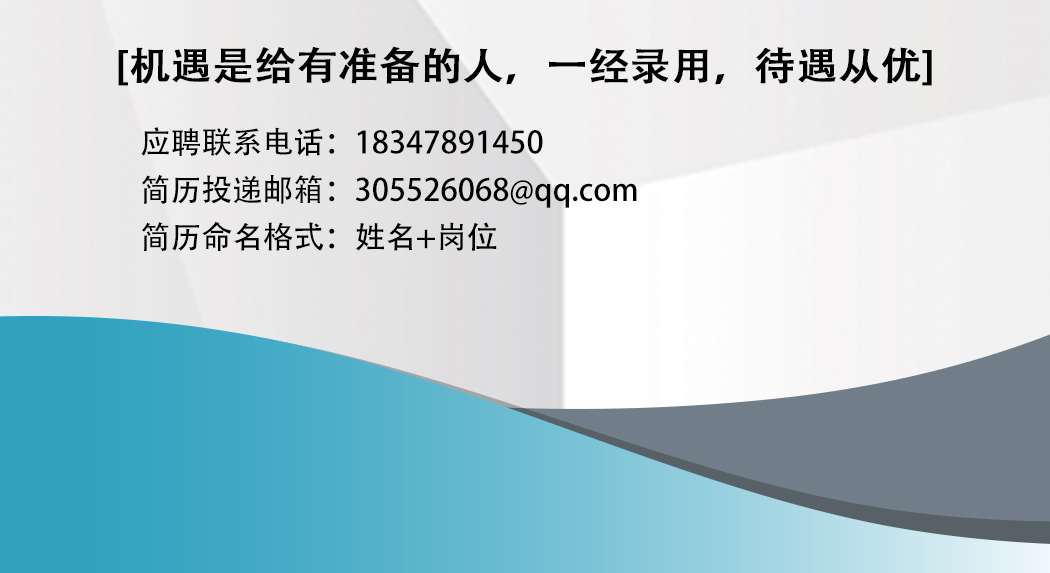 [机遇是给有准备的人，一经录用，待遇从优]
应聘联系电话：18347891450
简历投递邮箱：305526068@qq.com
简历命名格式：姓名+岗位